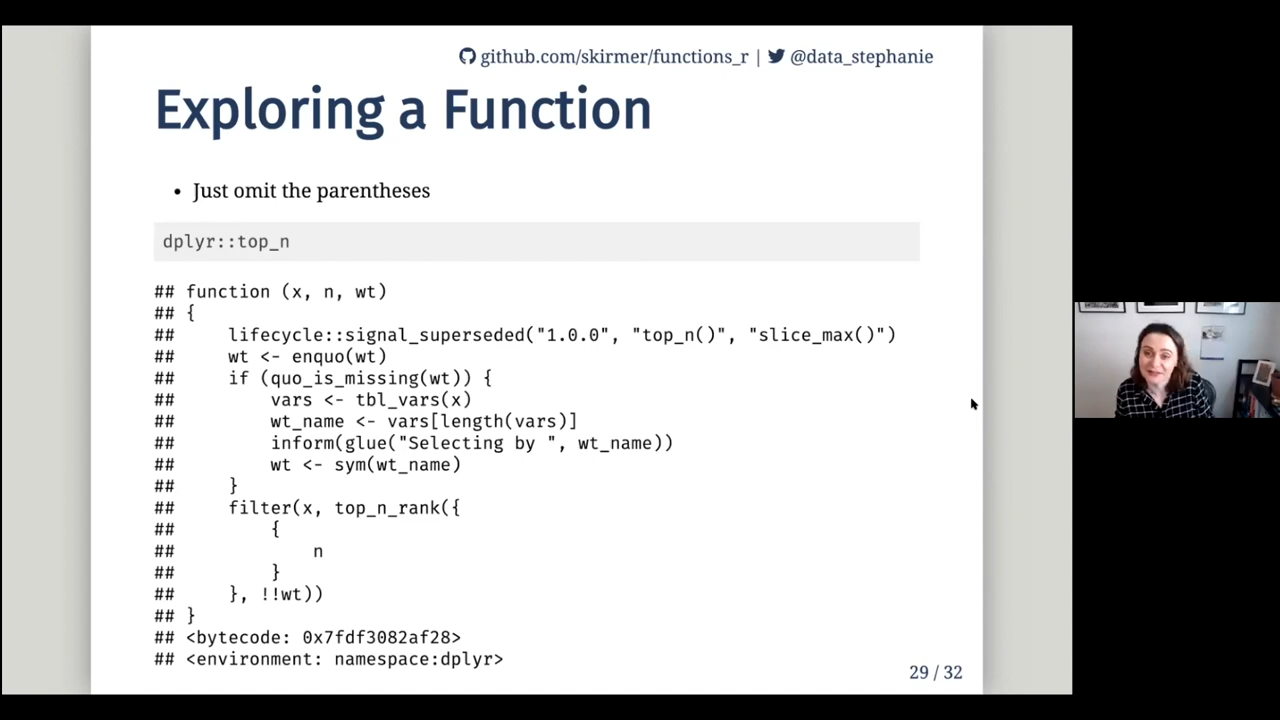 github.com/skirmer/functions_r | @data_stephanie
Exploring a Function
• Just omit the parentheses
dplyr::top_n
## function (x, n, wt)
## {
##     lifecycle::signal_superseded("1.0.0", "top_n()", "slice_max()")
##     wt <- enquo(wt)
##     if (quo_is_missing(wt)) {
##         vars <- tbl_vars(x)
##         wt_name <- vars[length(vars)]
##         inform(glue("Selecting by ", wt_name))
##         wt <- sym(wt_name)
##     }
##     filter(x, top_n_rank({
##         {
##             n
##         }
##     }, !!wt))
## }
## <bytecode: 0x7fdf3082af28>
## <environment: namespace:dplyr>
29 / 32